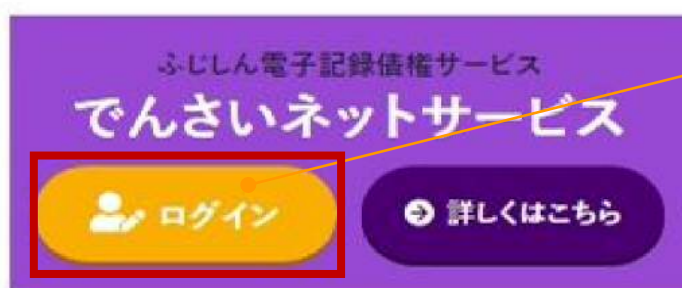 ふじしん電子記録債権サービス
でんさいネットサービス
ログイン
詳しくはこちら